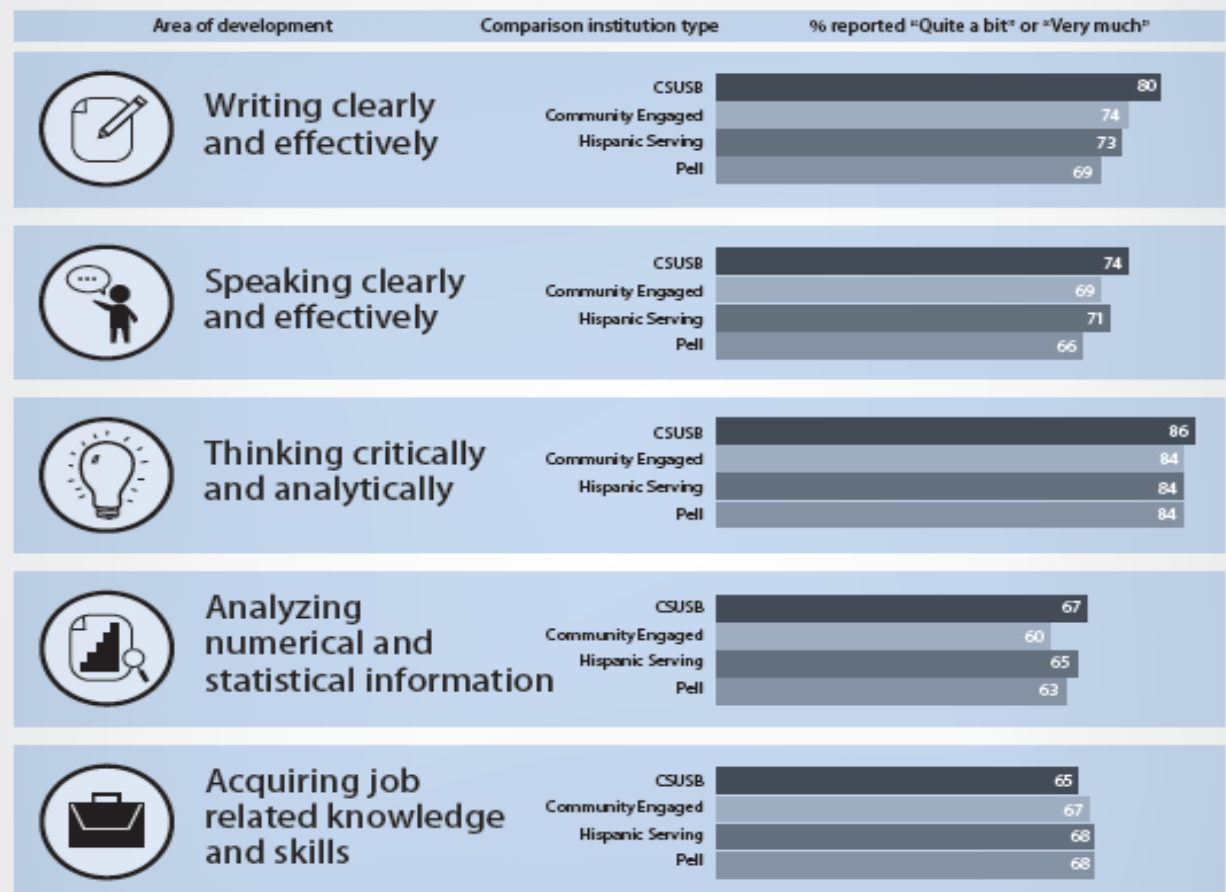 Area of development Comparison institution type % reported “Quite a bit” or “Very much”
Writing clearly
and effectively
CSUSB 80
Community Engaged 74
Hispanic Serving 73
Pell 69
Speaking clearly
and effectively
CSUSB 74
Community Engaged 69
Hispanic Serving 71
Pell 66
Thinking critically
and analytically
CSUSB 86
Community Engaged 84
Hispanic Serving 84
Pell 84
Analyzing
numerical and
statistical information
CSUSB 67
Community Engaged 60
Hispanic Serving 65
Pell 63
Acquiring job
related knowledge
and skills
CSUSB 65
Community Engaged 67
Hispanic Serving 68
Pell 68